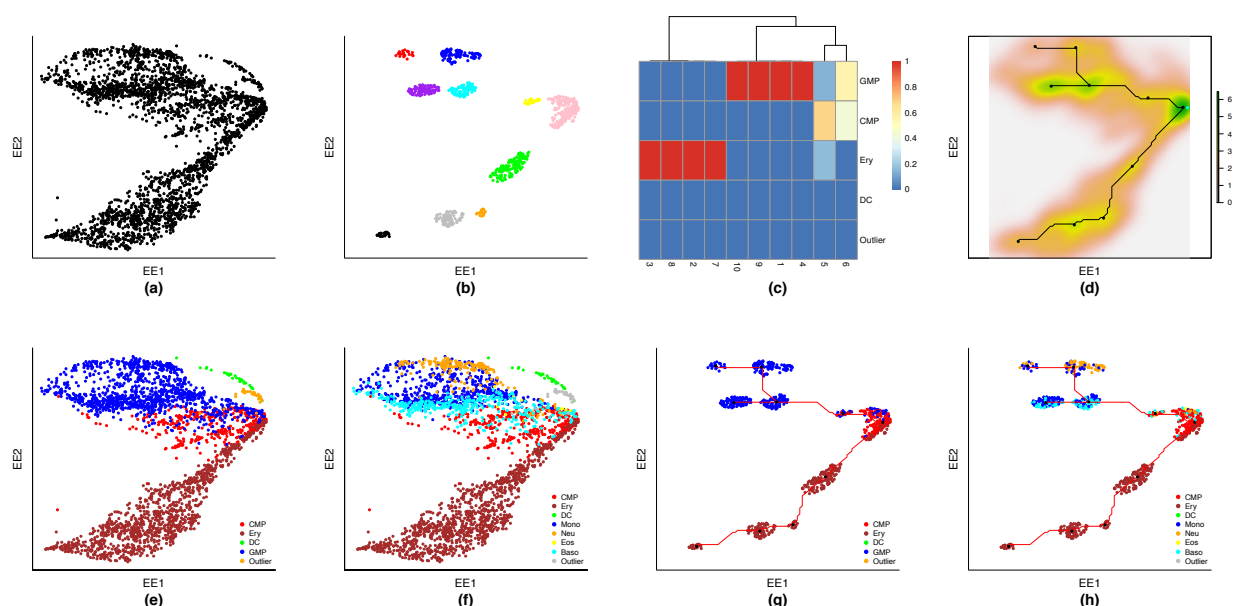 EE2
EE1
(a)
EE1
(b)
GMP
CMP
Ery
DC
Outlier
3 8 2 7 10 9 1 4 5 6
1
0.8
0.6
0.4
0.2
0
(c)
EE2
6
5
4
3
2
1
0
EE1
(d)
EE2
CMP
Ery
DC
GMP
Outlier
EE1
(e)
EE2
CMP
Ery
DC
Mono
Neu
Eos
Baso
Outlier
EE1
(f)
EE2
CMP
Ery
DC
GMP
Outlier
EE1
(g)
EE2
CMP
Ery
DC
Mono
Neu
Eos
Baso
Outlier
EE1
(h)
EE2